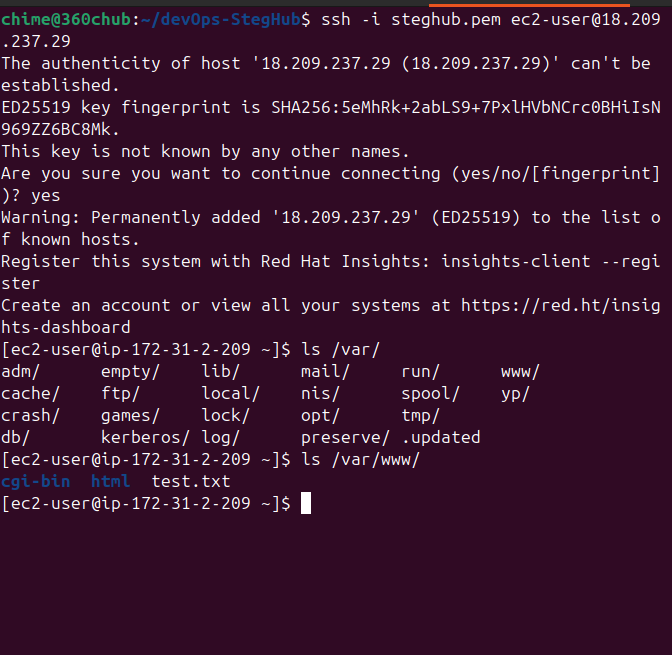 chime@360chub:~/devOps-StegHub$ ssh -i steghub.pem ec2-user@18.209
.237.29
The authenticity of host '18.209.237.29 (18.209.237.29)' can't be
established.
ED25519 key fingerprint is SHA256:5eMhRk+2abLS9+7PxlHVbNCrc0BHiIsN
969ZZ6BC8Mk.
This key is not known by any other names.
Are you sure you want to continue connecting (yes/no/[fingerprint]
)? yes
Warning: Permanently added '18.209.237.29' (ED25519) to the list o
f known hosts.
Register this system with Red Hat Insights: insights-client --regi
ster
Create an account or view all your systems at https://red.ht/insig
hts-dashboard
[ec2-user@ip-172-31-2-209 ~]$ ls /var/
adm/      empty/    lib/      mail/     run/      www/
cache/    ftp/      local/    nis/      spool/    yp/
crash/    games/    lock/     opt/      tmp/
db/       kerberos/ log/      preserve/ .updated
[ec2-user@ip-172-31-2-209 ~]$ ls /var/www/
cgi-bin  html  test.txt
[ec2-user@ip-172-31-2-209 ~]$